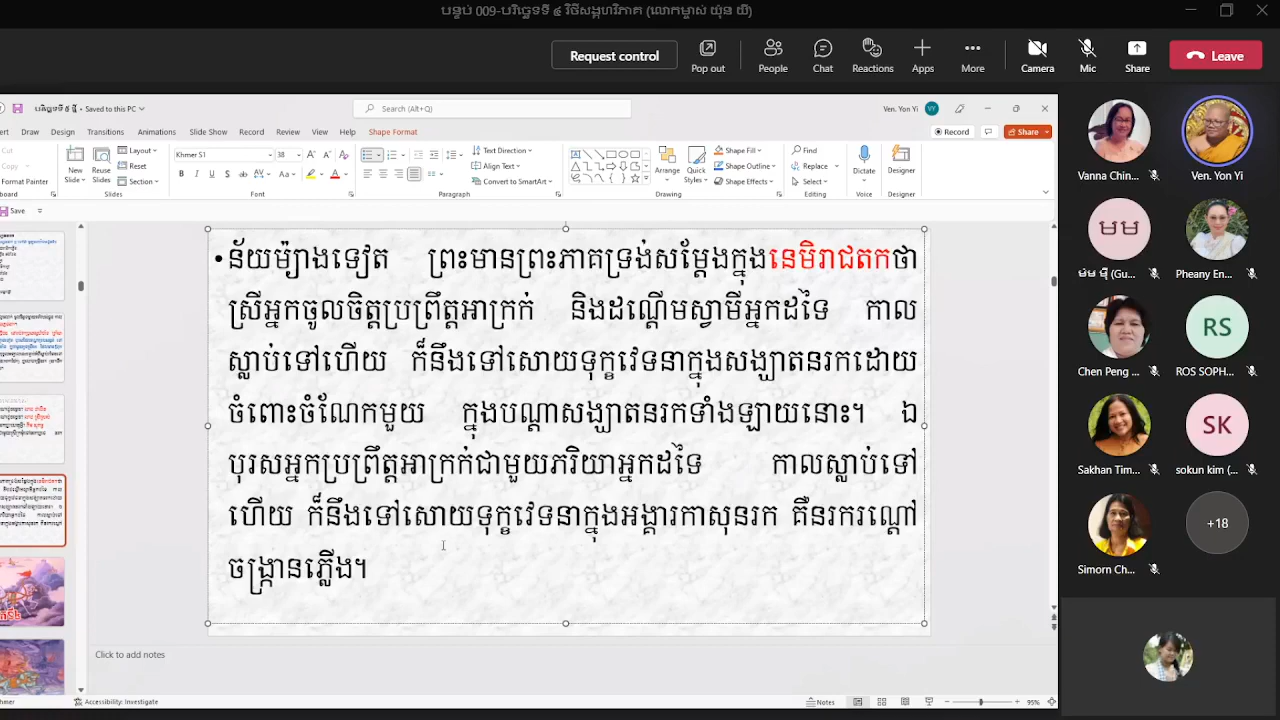 បន្ទប់ 009-បរិច្ឆេទទី ៤ វិថីសង្គហវិភាគ (លោកម្ចាស់ យ៉ុន យី)
Request control
Pop out
People
Chat
Reactions
Apps
More
Camera
Mic
Share
Leave
Saved to this PC
Search (Alt+Q)
Ven. Yon Yi
VY
Draw
Design
Transitions
Animations
Slide Show
Record
Review
View
Help
Shape Format
Record
Share
Format Painter
New Slide
Reuse Slides
Layout
Reset
Section
Slides
Khmer S1
38
Font
Text Direction
Align Text
Convert to SmartArt
Paragraph
Arrange
Quick Styles
Shape Fill
Shape Outline
Shape Effects
Drawing
Find
Replace
Select
Editing
Dictate
Voice
Designer
Designer
Save
• ន័យម៉្យាងទៀត ព្រះមានព្រះភាគទ្រង់សម្តែងក្នុងនេមិរាជតកថា
ស្រីអ្នកចូលចិត្តប្រព្រឹត្តអាក្រក់ និងដណ្តើមស្វាមីអ្នកដទៃ កាល
ស្លាប់ទៅហើយ ក៏នឹងទៅសោយទុក្ខវេទនាក្នុងសង្ឃាតនរកដោយ
ចំពោះចំណែកមួយ ក្នុងបណ្តាសង្ឃាតនរកទាំងឡាយនោះ។ ឯ
បុរសអ្នកប្រព្រឹត្តអាក្រក់ជាមួយភរិយាអ្នកដទៃ កាលស្លាប់ទៅ
ហើយ ក៏នឹងទៅសោយទុក្ខវេទនាក្នុងអង្គារកាសុនរក គឺនរករណ្តៅ
ចង្ក្រានភ្លើង។
Click to add notes
Accessibility: Investigate
Notes
95%
Vanna Chin...
Ven. Yon Yi
មម
មម ម៉ី (Gu...
Pheany En...
Chen Peng ...
RS
ROS SOPH...
Sakhan Tim...
SK
sokun kim (...
Simorn Ch...
+18